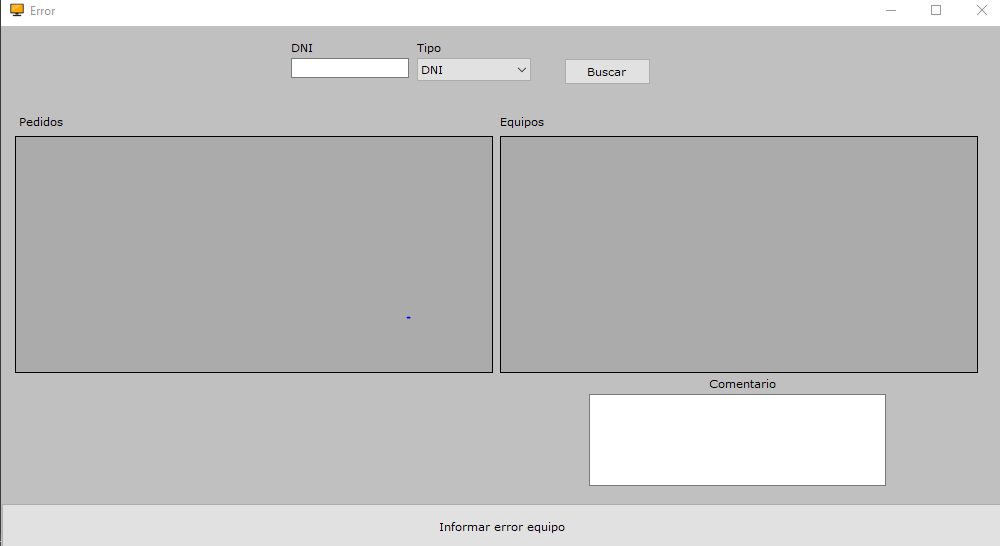 Error
DNI
Tipo
DNI
Buscar
Pedidos
Equipos
-
Comentario
Informar error equipo